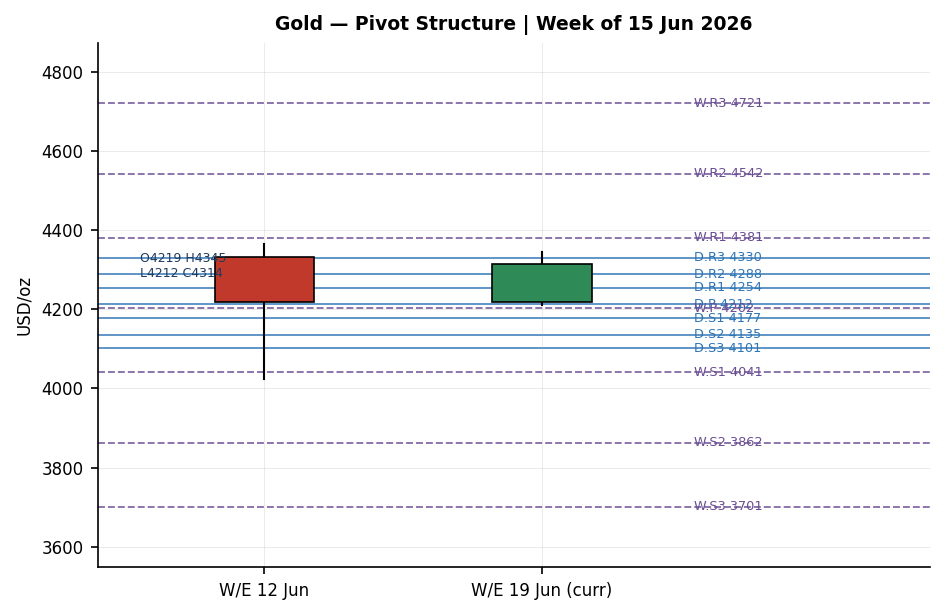 Gold — Pivot Structure | Week of 15 Jun 2026
USD/oz
4800
4600
4400
4200
4000
3800
3600
W.R3 4721
W.R2 4542
W.R1 4381
O4219 H4345
L4212 C4314
D.R3 4330
D.R2 4288
D.R1 4254
D.P 4212
W.P 4202
D.S1 4177
D.S2 4135
D.S3 4101
W.S1 4041
W.S2 3862
W.S3 3701
W/E 12 Jun
W/E 19 Jun (curr)